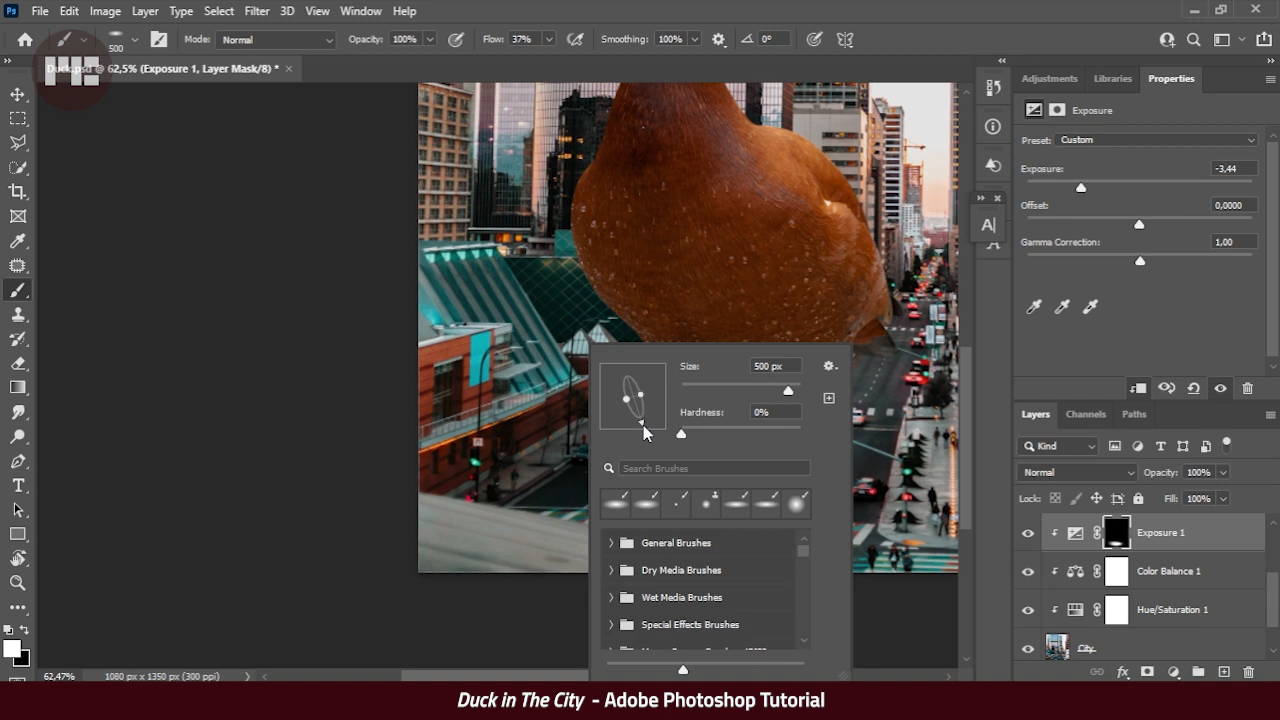 Ps File Edit Image Layer Type Select Filter 3D View Window Help
500 Mode: Normal Opacity: 100% Flow: 37% Smoothing: 100% 0°
Duck.psd @ 62,5% (Exposure 1, Layer Mask/8) * ×
Adjustments Libraries Properties
Exposure
Preset: Custom
Exposure: -3,44
Offset: 0,0000
Gamma Correction: 1,00
Size: 500 px
Hardness: 0%
Search Brushes
General Brushes
Dry Media Brushes
Wet Media Brushes
Special Effects Brushes
Layers Channels Paths
Kind
Normal Opacity: 100%
Lock: Fill: 100%
Exposure 1
Color Balance 1
Hue/Saturation 1
City
62,47% 1080 px x 1350 px (300 ppi)
Duck in The City - Adobe Photoshop Tutorial